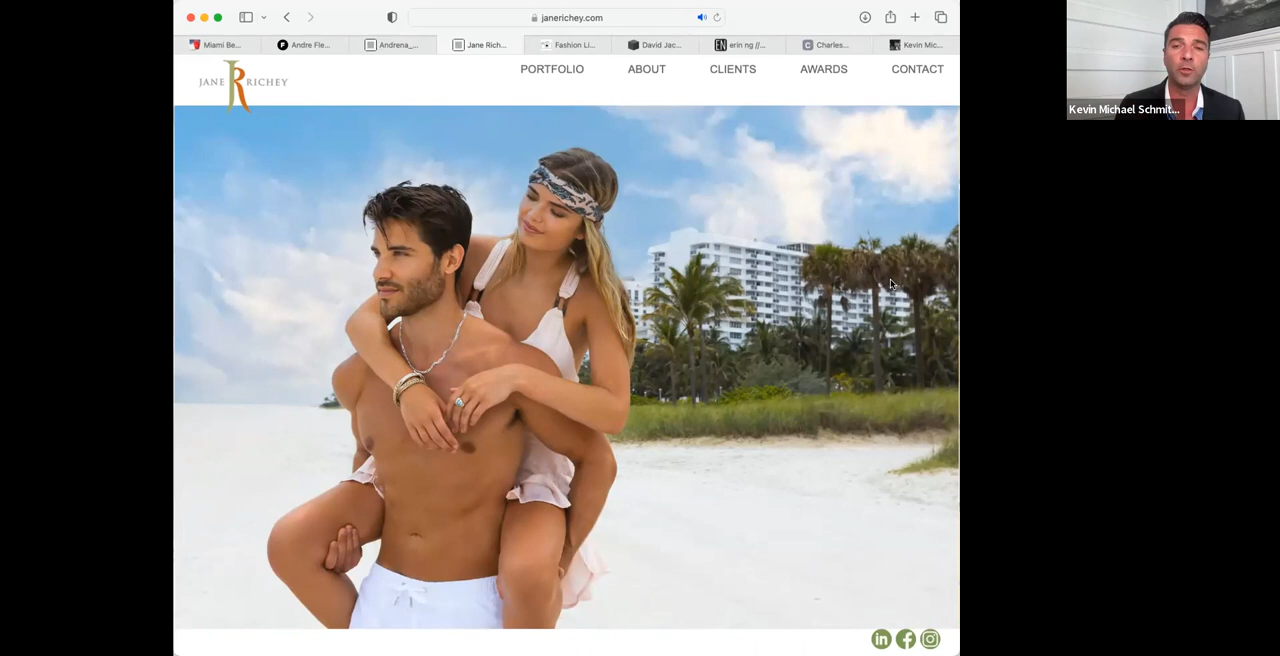 janerichey.com
Miami Be...
Andre Fle...
Andrena_...
Jane Rich...
Fashion Li...
David Jac...
erin ng //...
Charles...
Kevin Mic...
JANE R RICHEY
PORTFOLIO
ABOUT
CLIENTS
AWARDS
CONTACT
Kevin Michael Schmit...
in